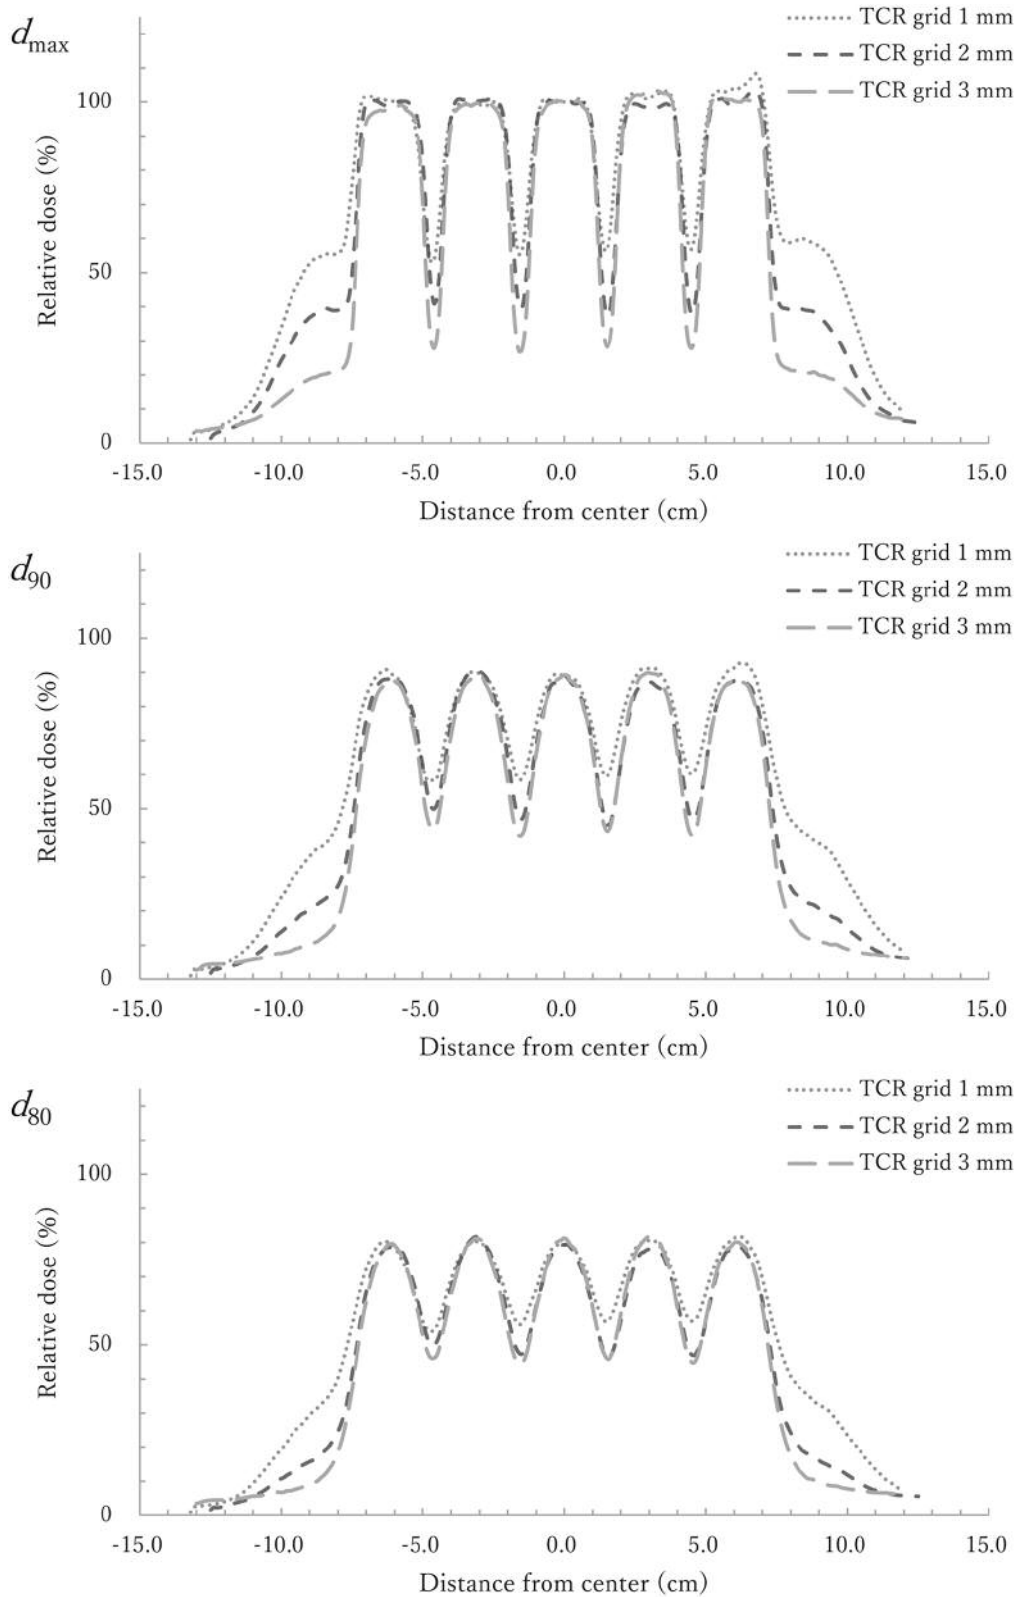 dmax
TCR grid 1 mm
TCR grid 2 mm
TCR grid 3 mm
Relative dose (%)
100
50
0
-15.0 -10.0 -5.0 0.0 5.0 10.0 15.0
Distance from center (cm)
d90
TCR grid 1 mm
TCR grid 2 mm
TCR grid 3 mm
Relative dose (%)
100
50
0
-15.0 -10.0 -5.0 0.0 5.0 10.0 15.0
Distance from center (cm)
d80
TCR grid 1 mm
TCR grid 2 mm
TCR grid 3 mm
Relative dose (%)
100
50
0
-15.0 -10.0 -5.0 0.0 5.0 10.0 15.0
Distance from center (cm)